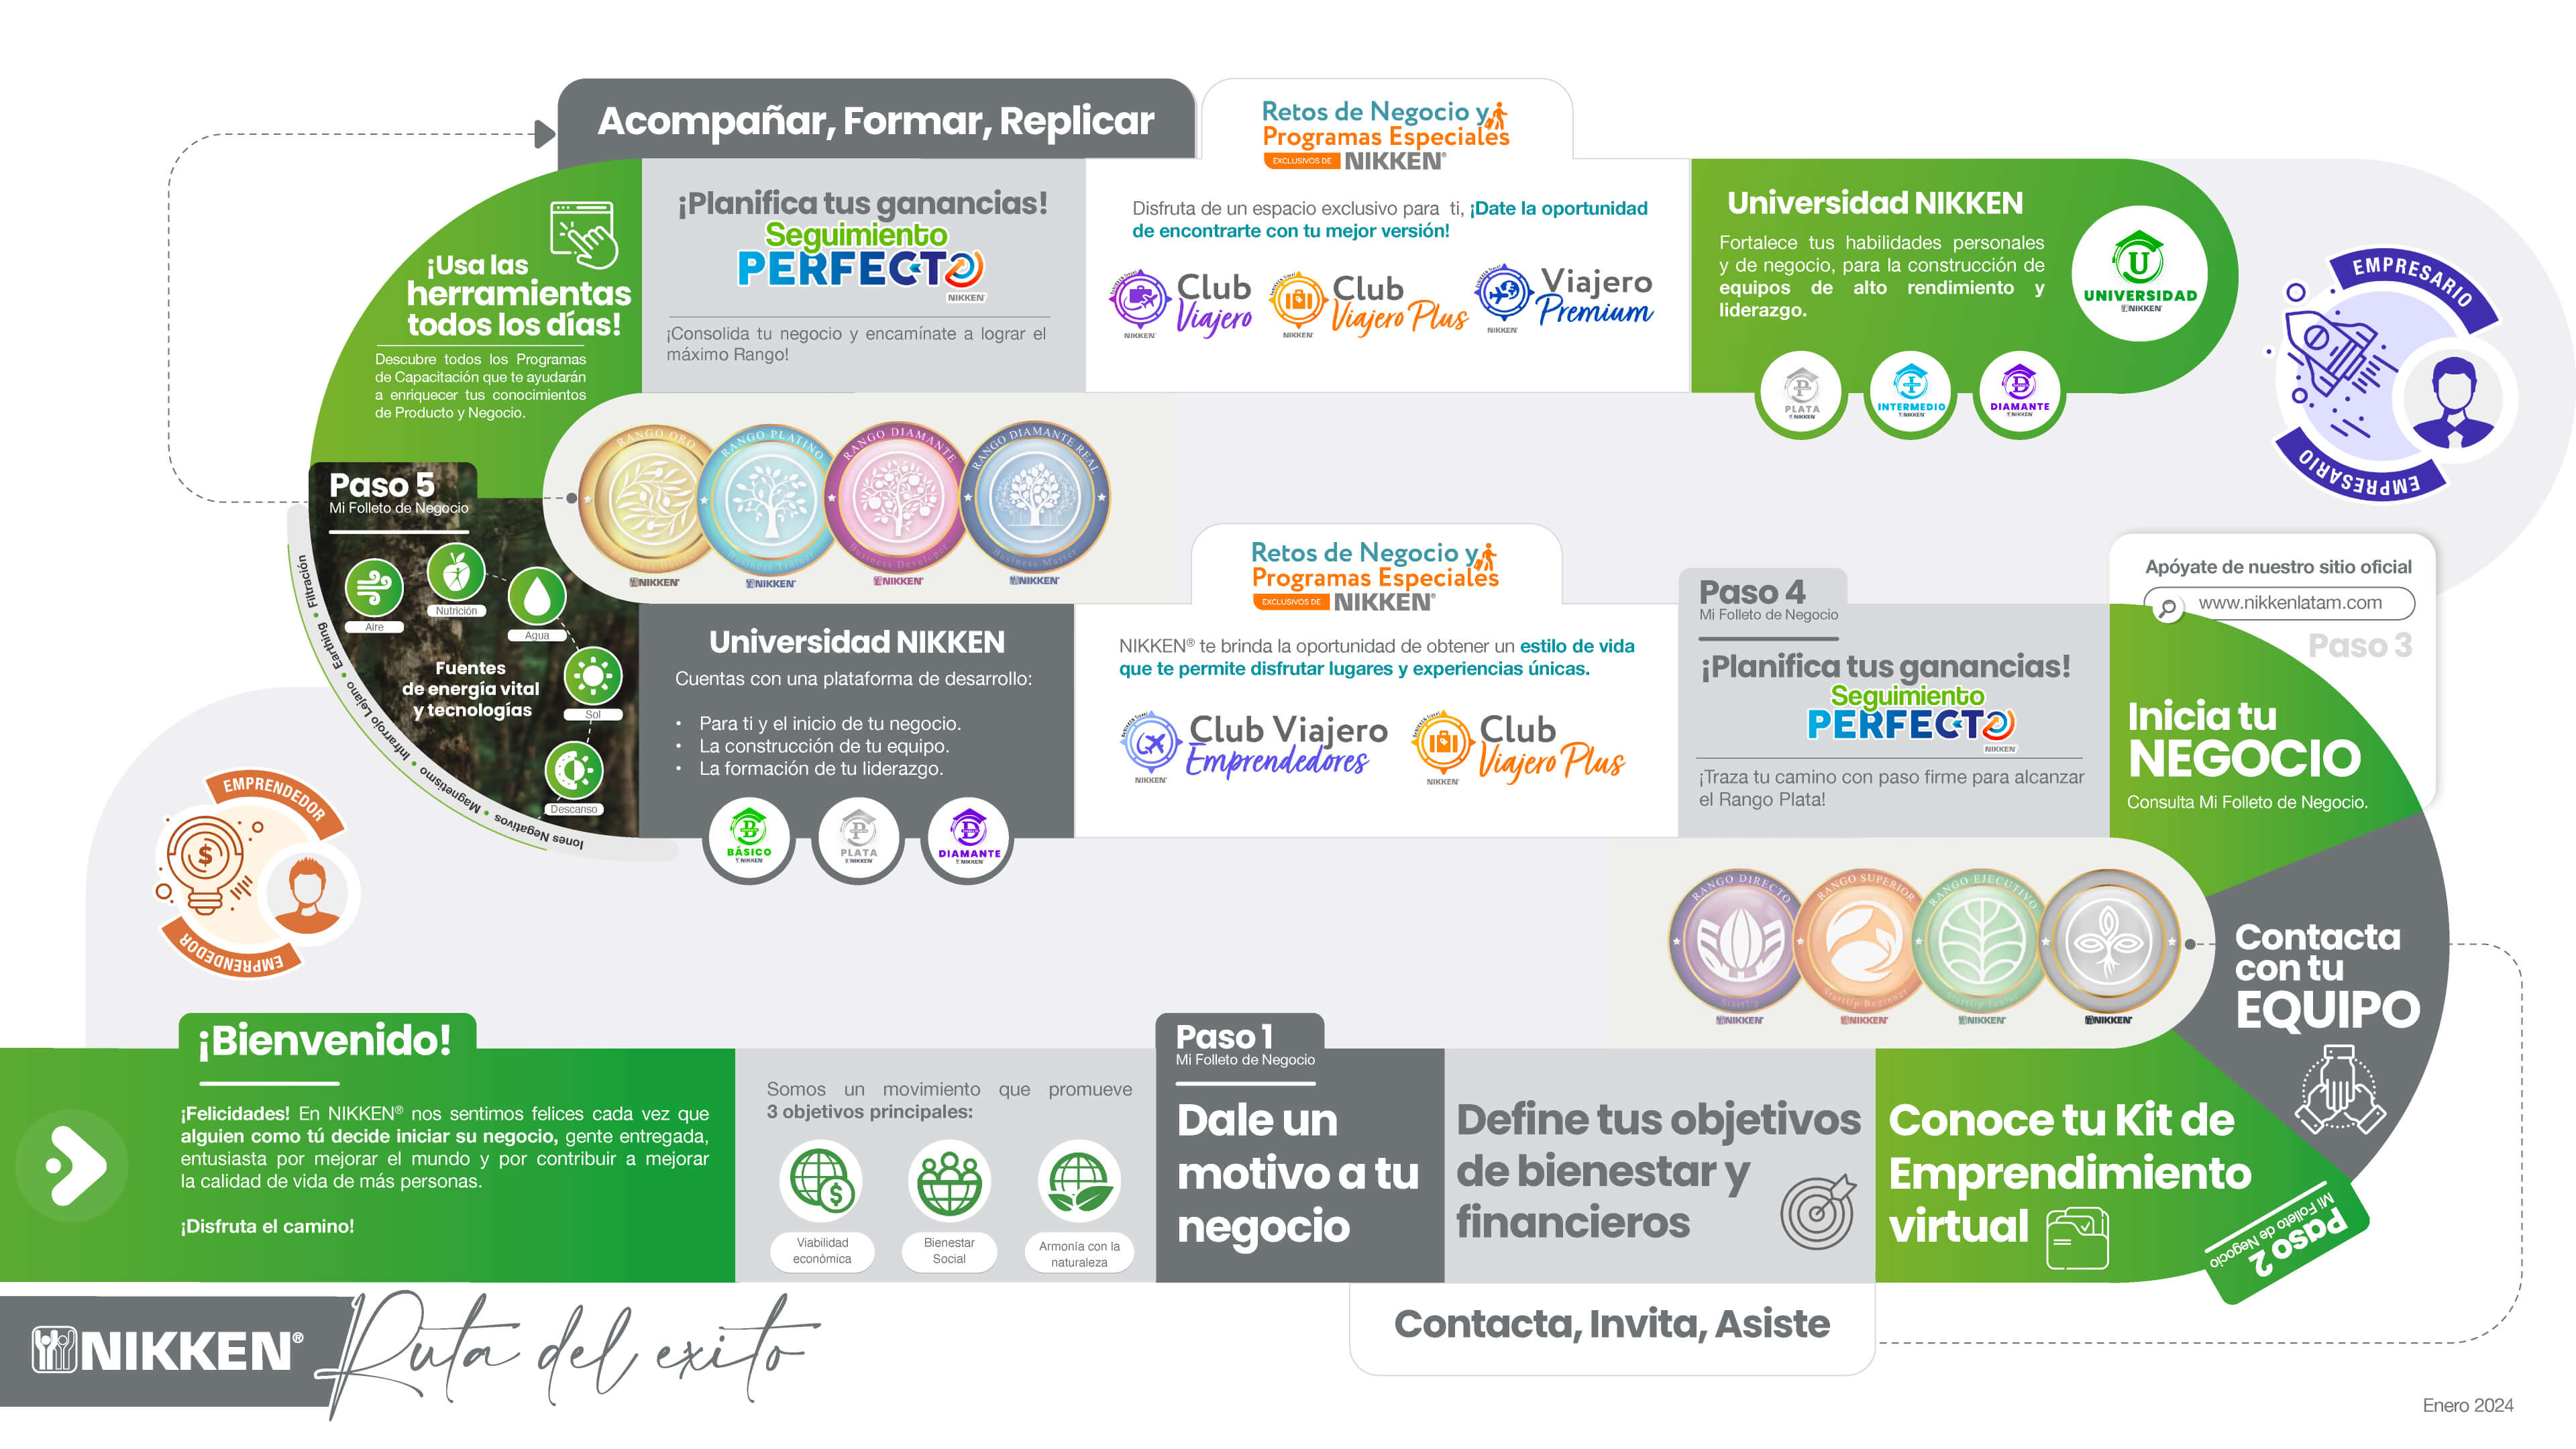 Acompañar, Formar, Replicar
Retos de Negocio y
Programas Especiales
EXCLUSIVOS DE NIKKEN®
¡Usa las
herramientas
todos los días!
Descubre todos los Programas
de Capacitación que te ayudarán
a enriquecer tus conocimientos
de Producto y Negocio.
¡Planifica tus ganancias!
Seguimiento
PERFECTO
NIKKEN
¡Consolida tu negocio y encamínate a lograr el
máximo Rango!
Disfruta de un espacio exclusivo para ti, ¡Date la oportunidad
de encontrarte con tu mejor versión!
Club
Viajero
NIKKEN
Club
Viajero Plus
NIKKEN
Viajero
Premium
NIKKEN
Universidad NIKKEN
Fortalece tus habilidades personales
y de negocio, para la construcción de
equipos de alto rendimiento y
liderazgo.
U
UNIVERSIDAD
NIKKEN
P
PLATA
NIKKEN
I
INTERMEDIO
NIKKEN
D
DIAMANTE
NIKKEN
EMPRESARIO
EMPRESARIO
RANGO ORO
NIKKEN
RANGO PLATINO
Business Trainer
NIKKEN
RANGO DIAMANTE
Business Developer
NIKKEN
RANGO DIAMANTE REAL
Business Master
NIKKEN
Paso 5
Mi Folleto de Negocio
Aire
Nutrición
Agua
Sol
Descanso
Fuentes
de energía vital
y tecnologías
Filtración • Earthing • Infrarrojo Lejano • Magnetismo • Iones Negativos
Universidad NIKKEN
Cuentas con una plataforma de desarrollo:
• Para ti y el inicio de tu negocio.
• La construcción de tu equipo.
• La formación de tu liderazgo.
B
BÁSICO
NIKKEN
P
PLATA
NIKKEN
D
DIAMANTE
NIKKEN
Retos de Negocio y
Programas Especiales
EXCLUSIVOS DE NIKKEN®
NIKKEN® te brinda la oportunidad de obtener un estilo de vida
que te permite disfrutar lugares y experiencias únicas.
Club Viajero
Emprendedores
NIKKEN
Club
Viajero Plus
NIKKEN
Paso 4
Mi Folleto de Negocio
¡Planifica tus ganancias!
Seguimiento
PERFECTO
NIKKEN
¡Traza tu camino con paso firme para alcanzar
el Rango Plata!
Apóyate de nuestro sitio oficial
www.nikkenlatam.com
Paso 3
Inicia tu
NEGOCIO
Consulta Mi Folleto de Negocio.
EMPRENDEDOR
EMPRENDEDOR
RANGO DIRECTO
StartUp
NIKKEN
RANGO SUPERIOR
StartUp Beginner
NIKKEN
RANGO EJECUTIVO
StartUp Junior
NIKKEN
NIKKEN
Contacta
con tu
EQUIPO
¡Bienvenido!
¡Felicidades! En NIKKEN® nos sentimos felices cada vez que
alguien como tú decide iniciar su negocio, gente entregada,
entusiasta por mejorar el mundo y por contribuir a mejorar
la calidad de vida de más personas.
¡Disfruta el camino!
Somos un movimiento que promueve
3 objetivos principales:
Viabilidad
económica
Bienestar
Social
Armonía con la
naturaleza
Paso 1
Mi Folleto de Negocio
Dale un
motivo a tu
negocio
Define tus objetivos
de bienestar y
financieros
Conoce tu Kit de
Emprendimiento
virtual
Paso 2
Mi Folleto de Negocio
Contacta, Invita, Asiste
NIKKEN®
Ruta del exito
Enero 2024